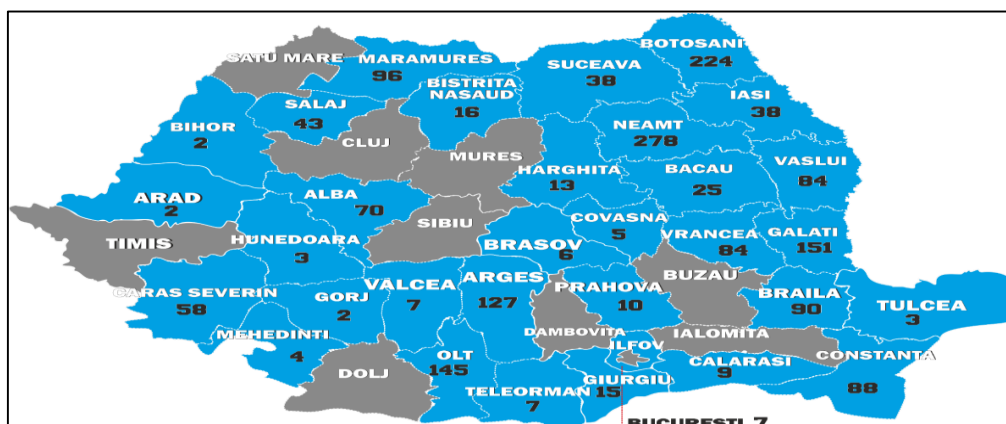 SATU MARE
MARAMURES
96
BOTOSANI
224
SUCEAVA
38
BISTRITA
NASAUD
16
IASI
38
SALAJ
43
BIHOR
2
CLUJ
NEAMT
278
MURES
HARGHITA
13
BACAU
25
VASLUI
84
ARAD
2
ALBA
70
SIBIU
COVASNA
5
TIMIS
HUNEDOARA
3
BRASOV
6
VRANCEA
84
GALATI
151
CARAS SEVERIN
58
GORJ
2
VALCEA
7
ARGES
127
PRAHOVA
10
BUZAU
BRAILA
90
TULCEA
3
MEHEDINTI
4
DAMBOVITA
ILFOV
IALOMITA
CONSTANTA
88
DOLJ
OLT
145
TELEORMAN
7
GIURGIU
15
CALARASI
9
BUCURESTI 7